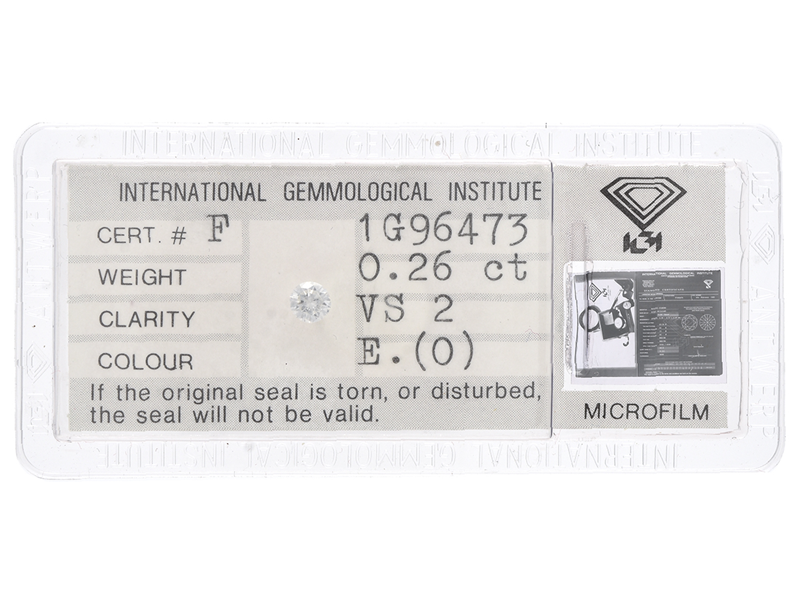 INTERNATIONAL GEMMOLOGICAL INSTITUTE
INTERNATIONAL GEMMOLOGICAL INSTITUTE
CERT. # F 1G96473
WEIGHT 0.26 ct
CLARITY VS 2
COLOUR E.(0)
If the original seal is torn, or disturbed,
the seal will not be valid.
MICROFILM
INTERNATIONAL GEMMOLOGICAL INSTITUTE